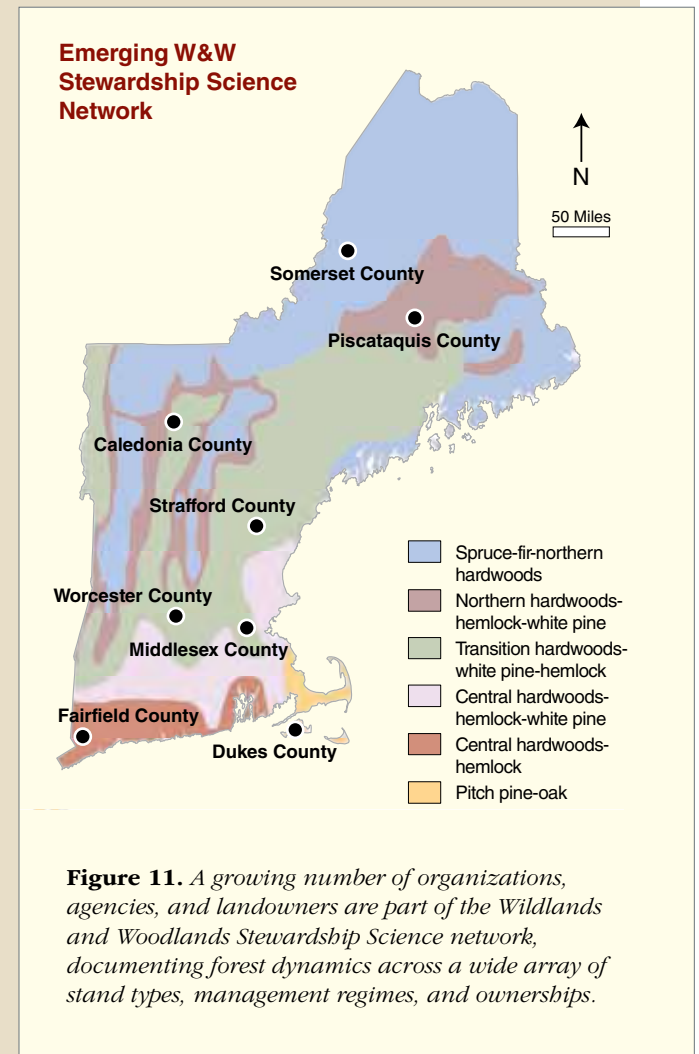 Emerging W&W
Stewardship Science
Network
N
50 Miles
Somerset County
Piscataquis County
Caledonia County
Strafford County
Worcester County
Middlesex County
Fairfield County
Dukes County
Spruce-fir-northern
hardwoods
Northern hardwoods-
hemlock-white pine
Transition hardwoods-
white pine-hemlock
Central hardwoods-
hemlock-white pine
Central hardwoods-
hemlock
Pitch pine-oak
Figure 11. A growing number of organizations,
agencies, and landowners are part of the Wildlands
and Woodlands Stewardship Science network,
documenting forest dynamics across a wide array of
stand types, management regimes, and ownerships.